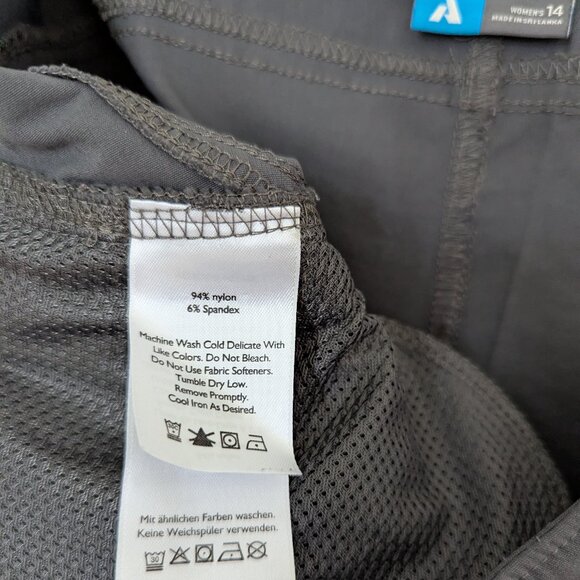 WOMEN'S 14
MADE IN SRI LANKA
94% nylon
6% Spandex
Machine Wash Cold Delicate With
Like Colors. Do Not Bleach.
Do Not Use Fabric Softeners.
Tumble Dry Low.
Remove Promptly.
Cool Iron As Desired.
Mit ähnlichen Farben waschen.
Keine Weichspüler verwenden.
30